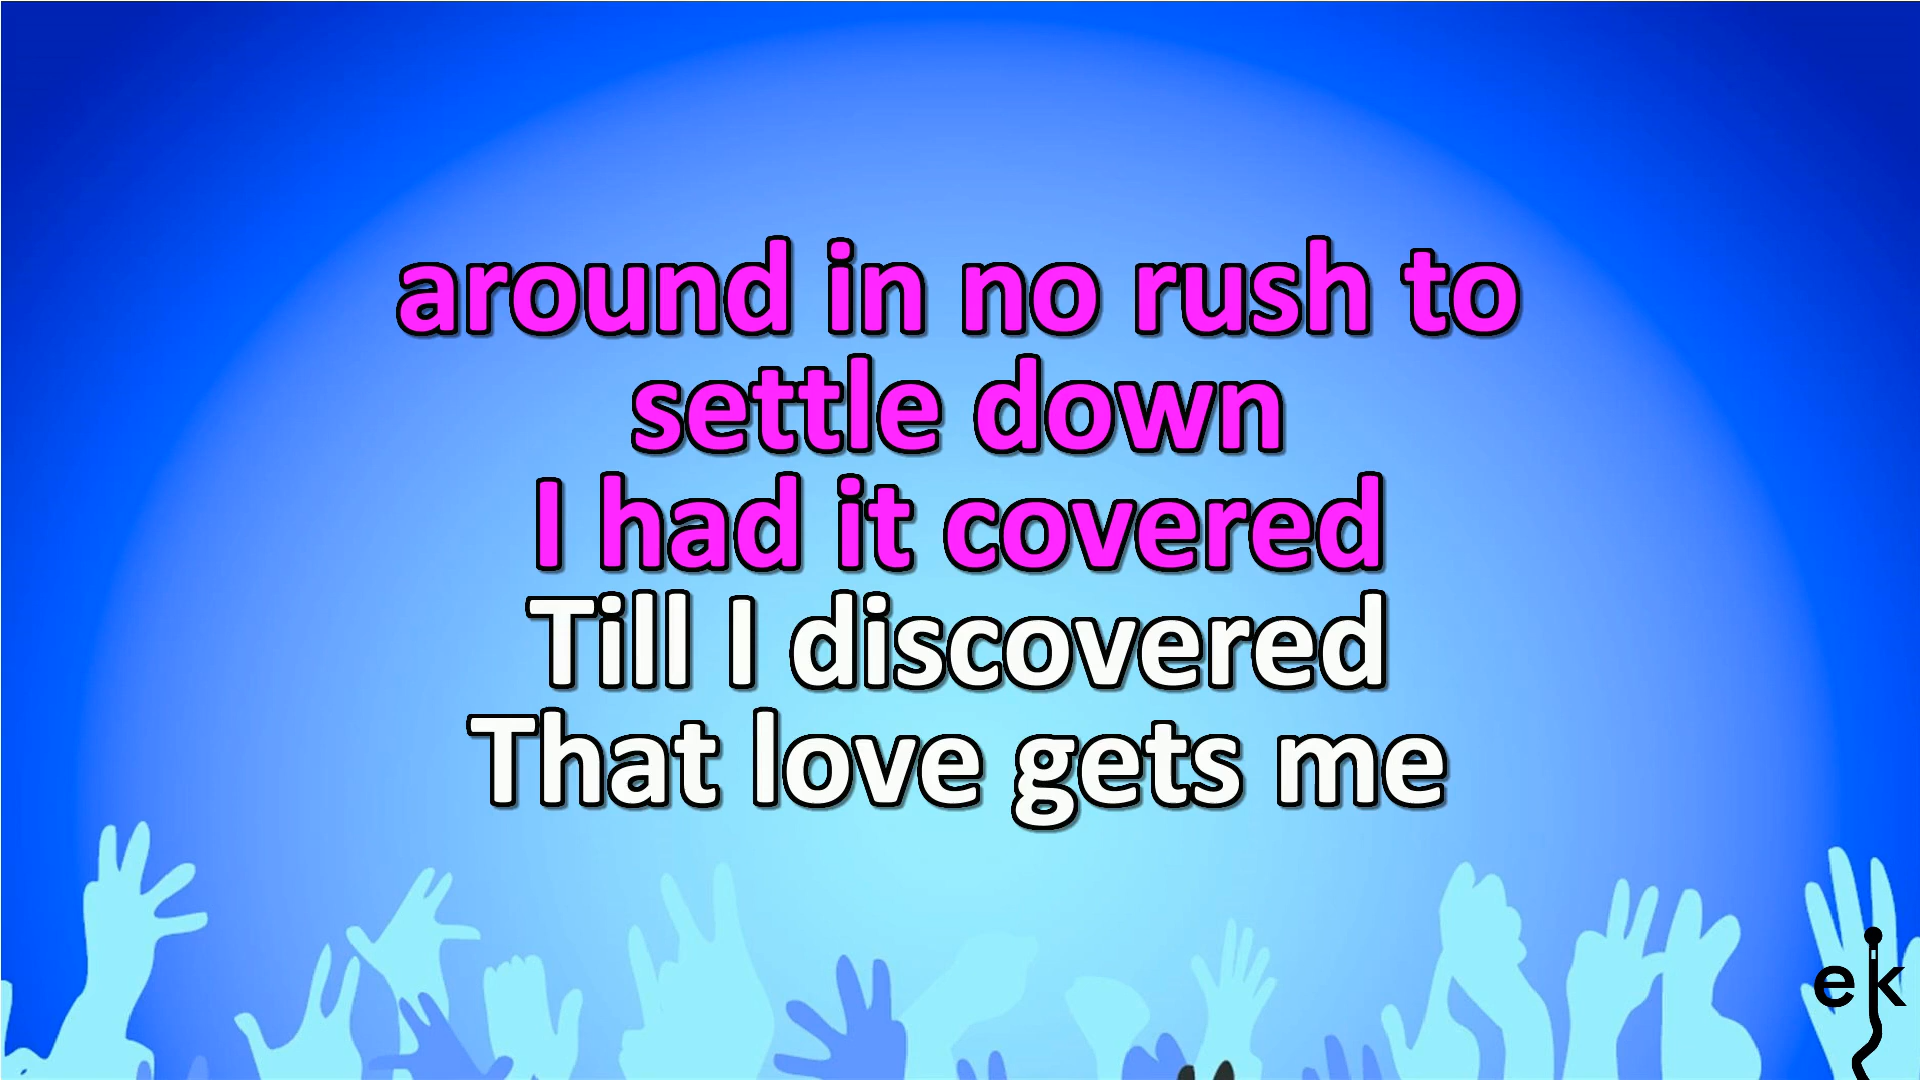 around in no rush to
settle down
I had it covered
Till I discovered
That love gets me
ek